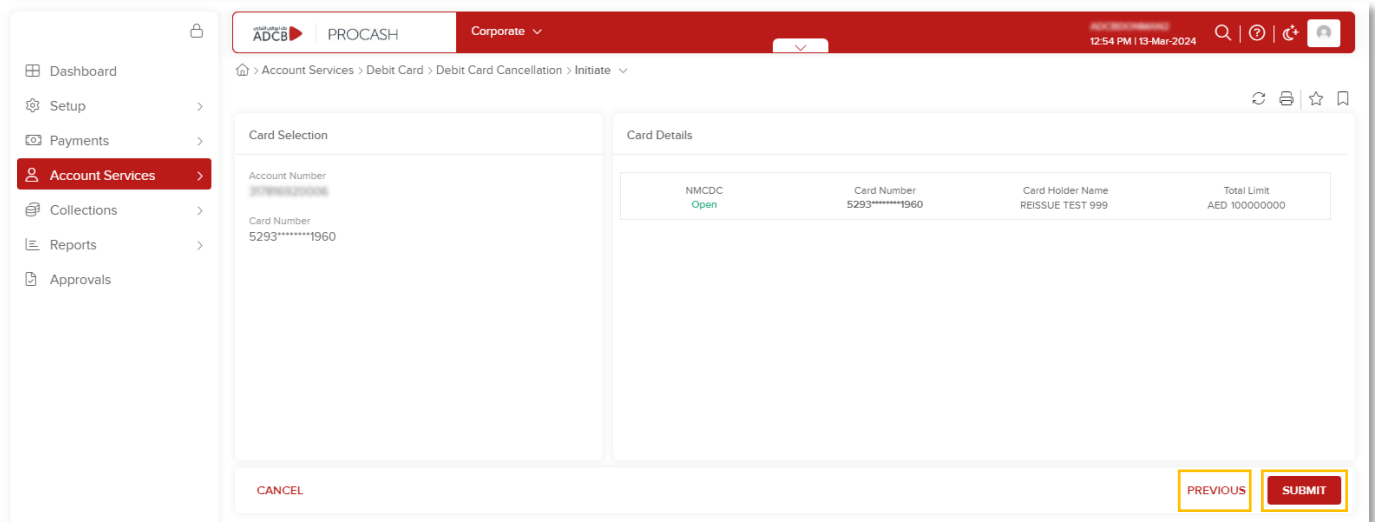 ADCB
PROCASH
Corporate
12:54 PM | 13-Mar-2024
Dashboard
Setup
Payments
Account Services
Collections
Reports
Approvals
> Account Services > Debit Card > Debit Card Cancellation > Initiate
Card Selection
Account Number
Card Number
5293********1960
Card Details
NMCDC
Open
Card Number
5293********1960
Card Holder Name
REISSUE TEST 999
Total Limit
AED 100000000
CANCEL
PREVIOUS
SUBMIT